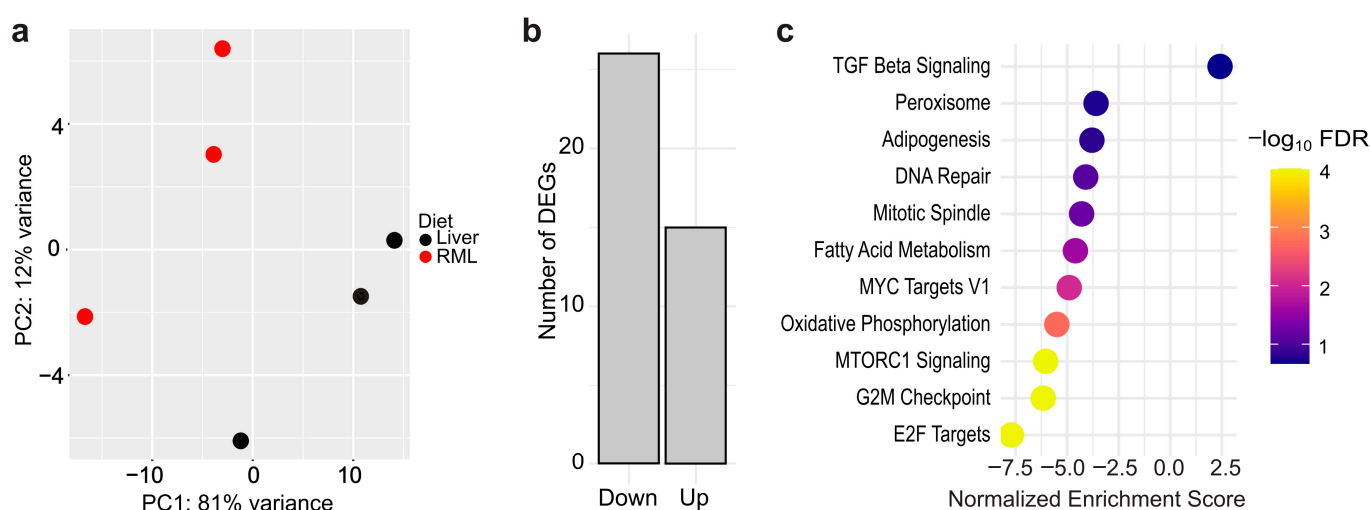 a
4
0
−4
−10
0
10
PC2: 12% variance
PC1: 81% variance
Diet
Liver
RML
b
20
10
0
Number of DEGs
Down
Up
c
TGF Beta Signaling
Peroxisome
Adipogenesis
DNA Repair
Mitotic Spindle
Fatty Acid Metabolism
MYC Targets V1
Oxidative Phosphorylation
MTORC1 Signaling
G2M Checkpoint
E2F Targets
−7.5
−5.0
−2.5
0.0
2.5
Normalized Enrichment Score
−log₁₀ FDR
4
3
2
1